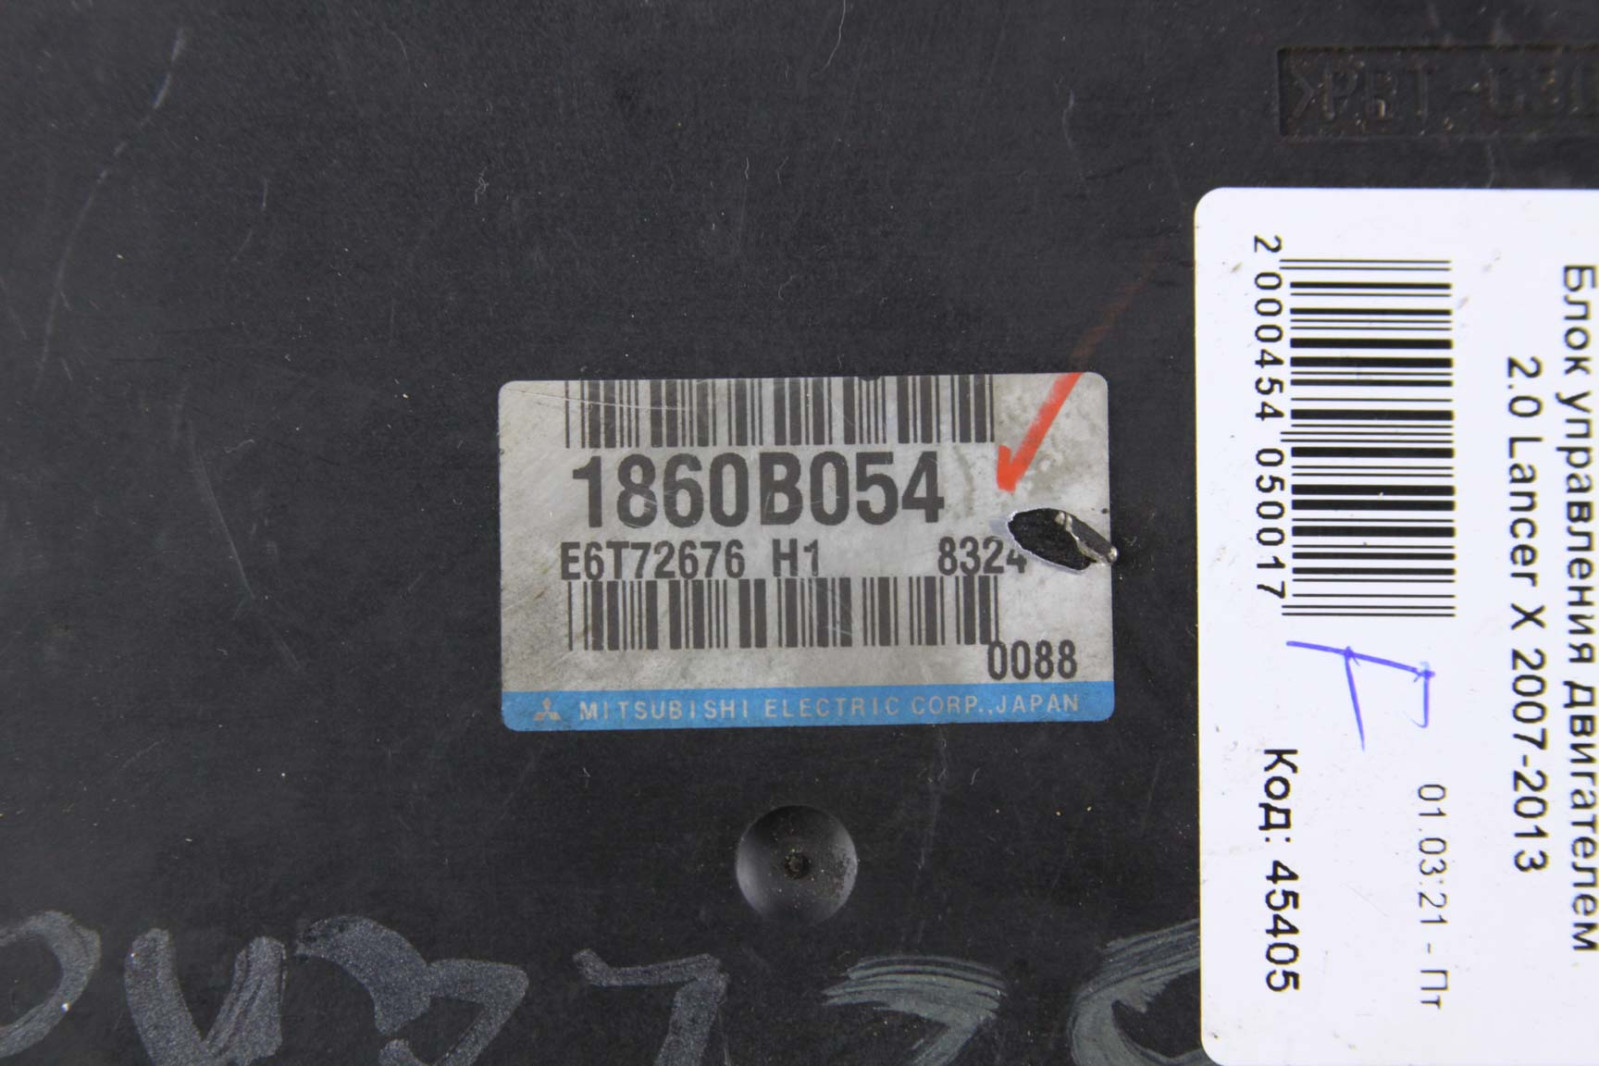 1860B054
E6T72676 H1 8324
0088
MITSUBISHI ELECTRIC CORP.,JAPAN
Блок управления двигателем
2.0 Lancer X 2007-2013
2 000454 050017
01.03.21 - Пт
Код: 45405